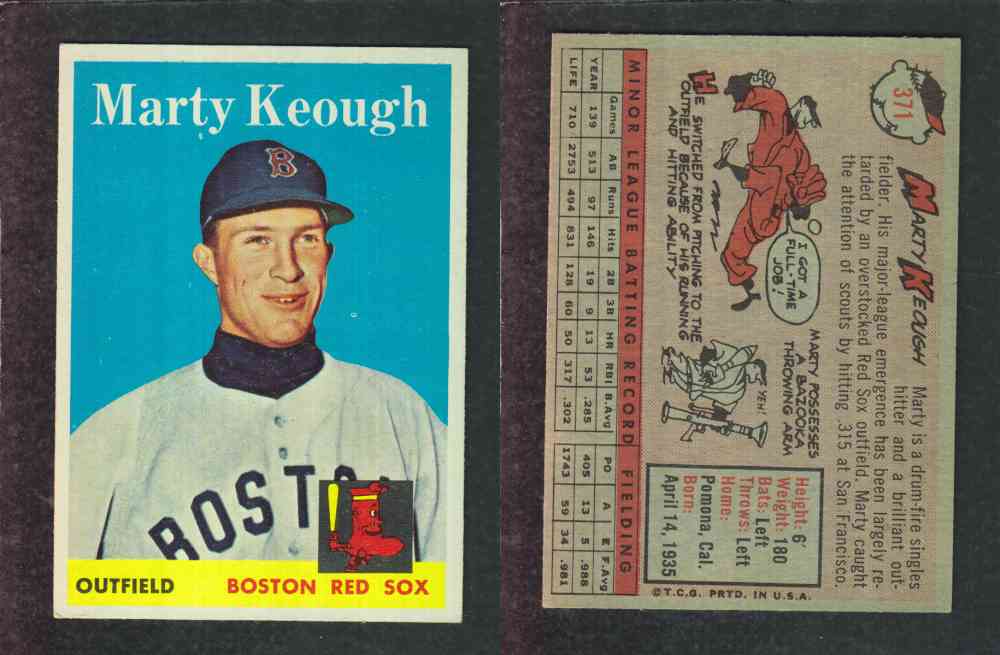 Marty Keough
B
BOSTO
OUTFIELD
BOSTON RED SOX
371
MARTY KEOUGH
Marty is a drum-fire singles
hitter and a brilliant out-
fielder. His major-league emergence has been largely re-
tarded by an overstocked Red Sox outfield. Marty caught
the attention of scouts by hitting .315 at San Francisco.
HE SWITCHED FROM PITCHING TO THE
OUTFIELD BECAUSE OF HIS RUNNING
AND HITTING ABILITY
I GOT A
FULL-TIME
JOB!
MARTY POSSESSES
A BAZOOKA
THROWING ARM
YEH!
Height: 6'
Weight: 180
Bats: Left
Throws: Left
Home:
Pomona, Cal.
Born:
April 14, 1935
MINOR LEAGUE BATTING RECORD FIELDING
Games AB Runs Hits 2B 3B HR RBI B.Avg PO A E F.Avg
YEAR 139 513 97 146 19 9 13 53 .285 405 13 5 .988
LIFE 710 2753 494 831 128 60 50 317 .302 1743 59 34 .981
©T.C.G. PRTD. IN U.S.A.